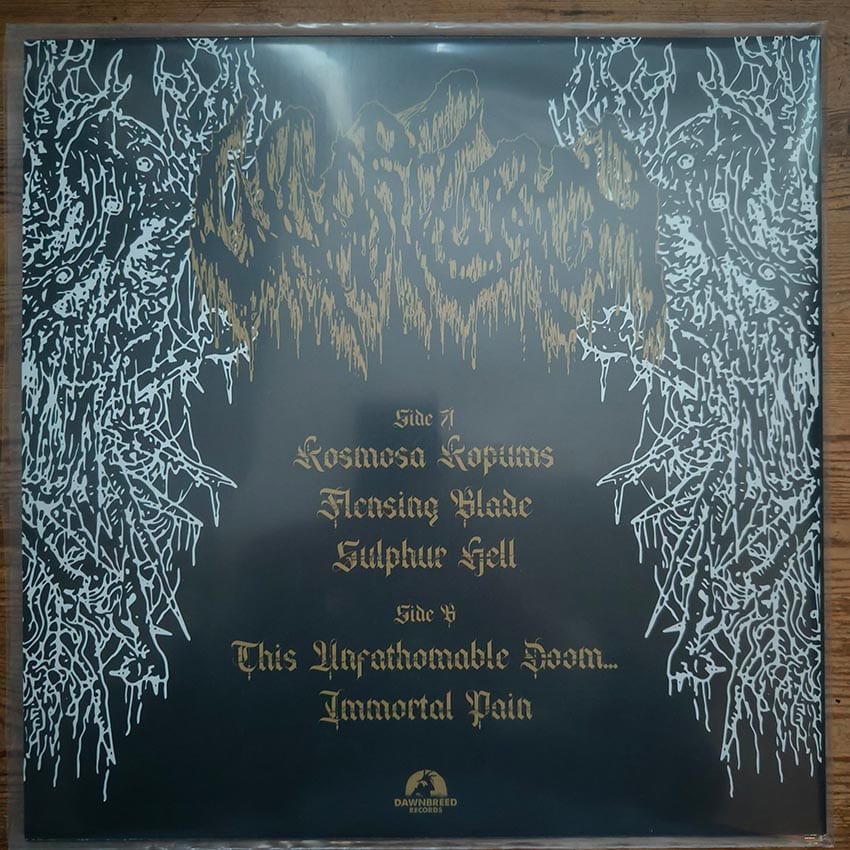 Side A
Kosmosa Kopums
Flensing Blade
Sulphur Hell
Side B
This Unfathomable Doom...
Immortal Pain
DAWNBREED
RECORDS